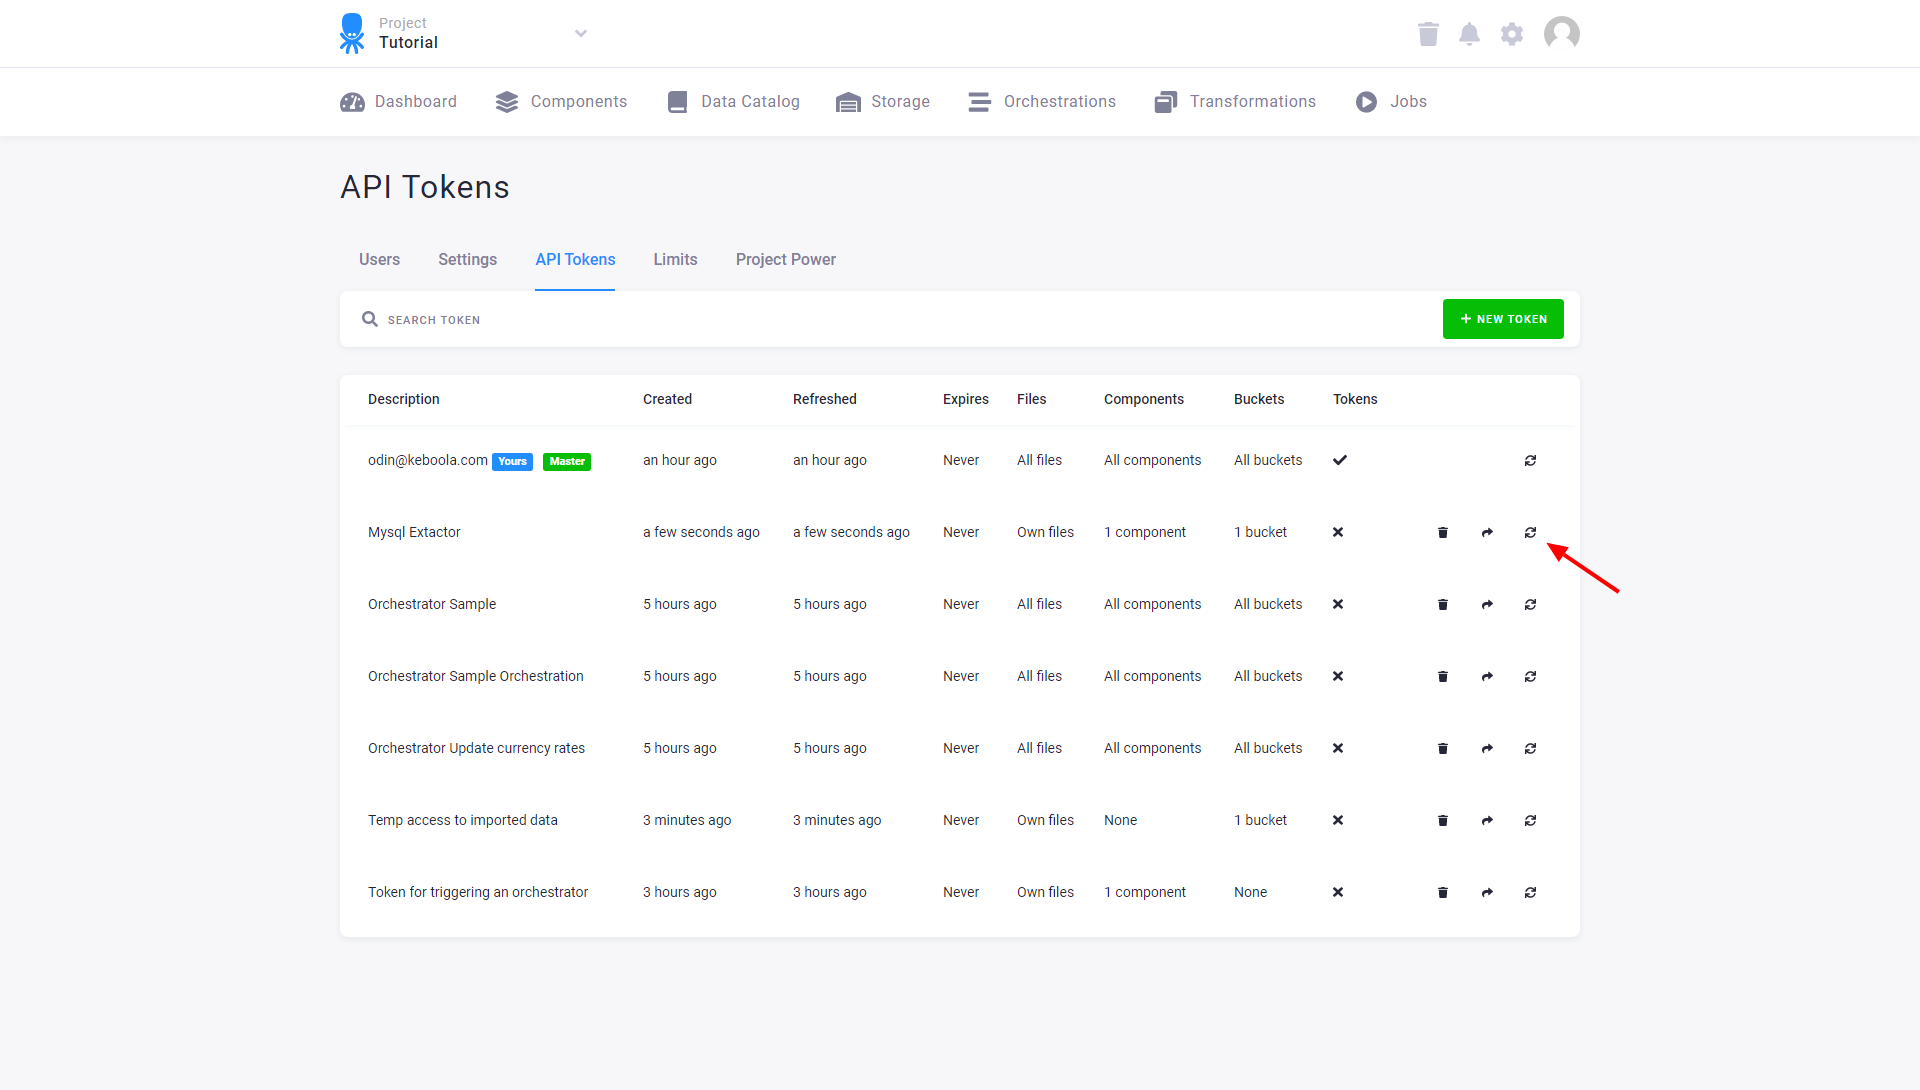 Project
Tutorial
Dashboard Components Data Catalog Storage Orchestrations Transformations Jobs
API Tokens
Users Settings API Tokens Limits Project Power
SEARCH TOKEN + NEW TOKEN
Description Created Refreshed Expires Files Components Buckets Tokens
odin@keboola.com Yours Master an hour ago an hour ago Never All files All components All buckets
Mysql Extactor a few seconds ago a few seconds ago Never Own files 1 component 1 bucket
Orchestrator Sample 5 hours ago 5 hours ago Never All files All components All buckets
Orchestrator Sample Orchestration 5 hours ago 5 hours ago Never All files All components All buckets
Orchestrator Update currency rates 5 hours ago 5 hours ago Never All files All components All buckets
Temp access to imported data 3 minutes ago 3 minutes ago Never Own files None 1 bucket
Token for triggering an orchestrator 3 hours ago 3 hours ago Never Own files 1 component None